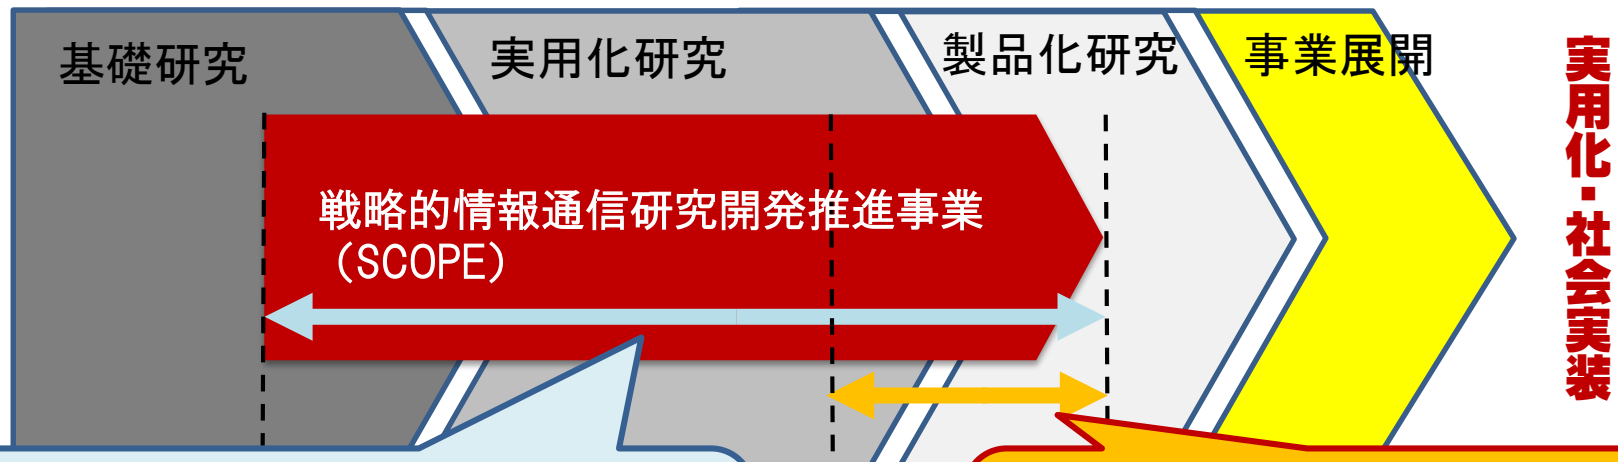 基礎研究
実用化研究
製品化研究
事業展開
戦略的情報通信研究開発推進事業
（SCOPE）
実用化・社会実装